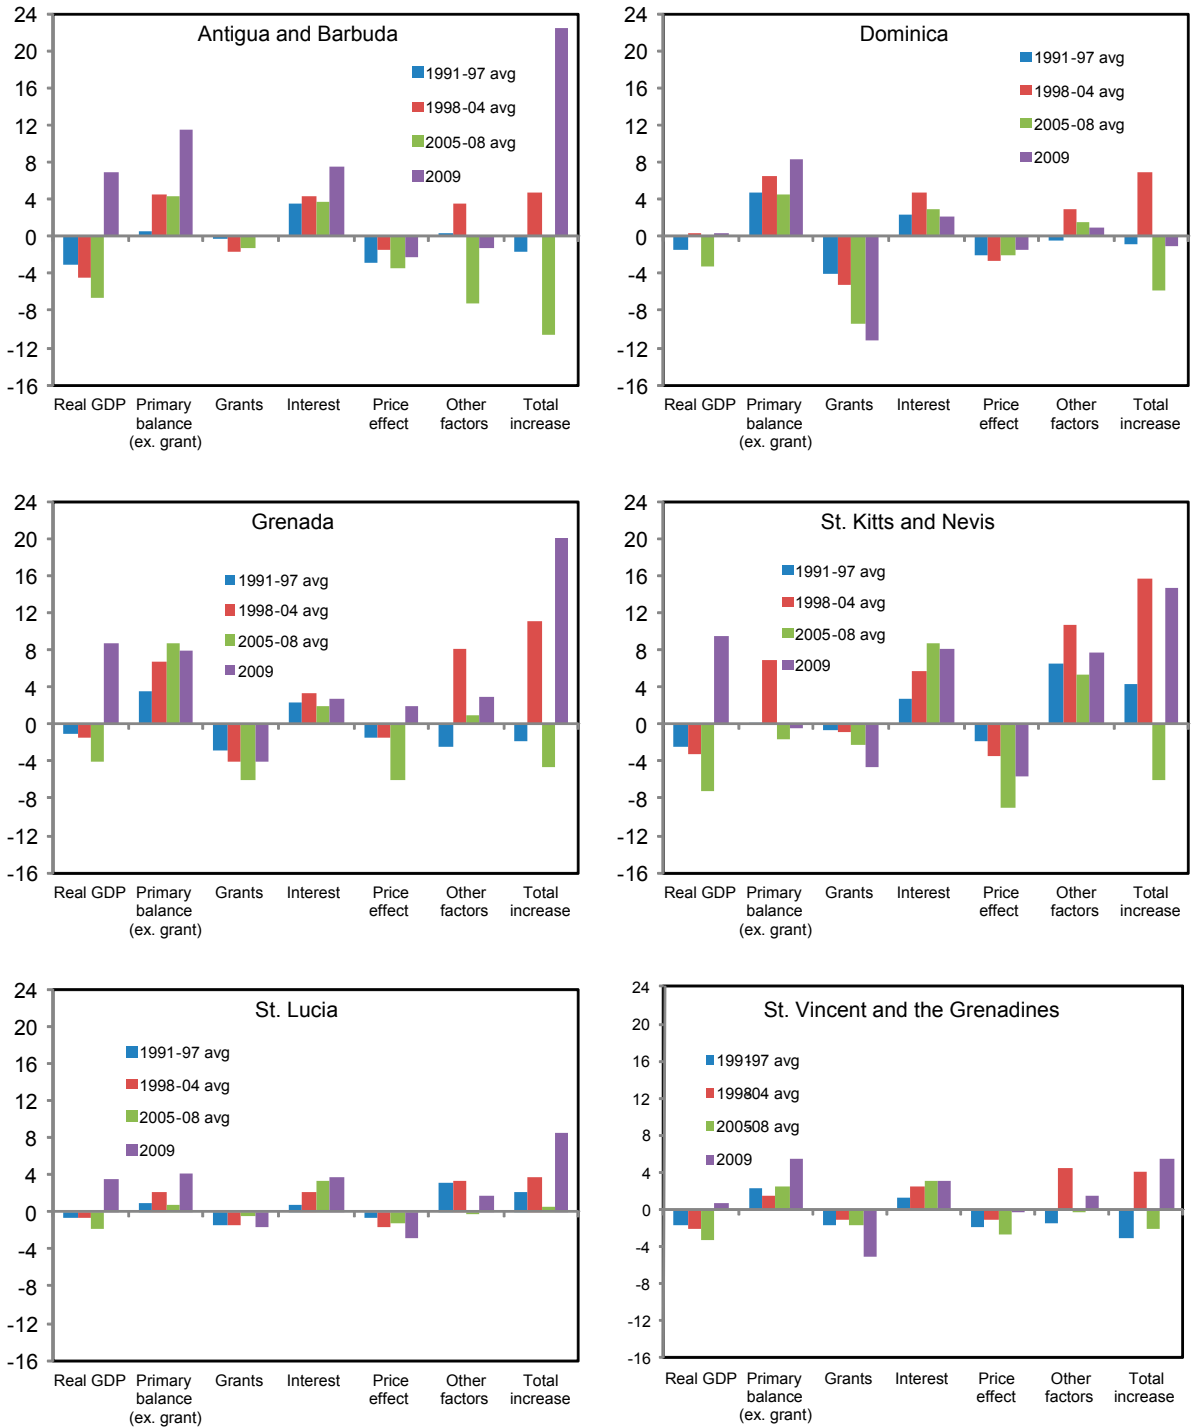 Antigua and Barbuda
24
20
16
12
8
4
0
-4
-8
-12
-16
1991-97 avg
1998-04 avg
2005-08 avg
2009
Real GDP Primary balance (ex. grant) Grants Interest Price effect Other factors Total increase
Dominica
24
20
16
12
8
4
0
-4
-8
-12
-16
1991-97 avg
1998-04 avg
2005-08 avg
2009
Real GDP Primary balance (ex. grant) Grants Interest Price effect Other factors Total increase
Grenada
24
20
16
12
8
4
0
-4
-8
-12
-16
1991-97 avg
1998-04 avg
2005-08 avg
2009
Real GDP Primary balance (ex. grant) Grants Interest Price effect Other factors Total increase
St. Kitts and Nevis
24
20
16
12
8
4
0
-4
-8
-12
-16
1991-97 avg
1998-04 avg
2005-08 avg
2009
Real GDP Primary balance (ex. grant) Grants Interest Price effect Other factors Total increase
St. Lucia
24
20
16
12
8
4
0
-4
-8
-12
-16
1991-97 avg
1998-04 avg
2005-08 avg
2009
Real GDP Primary balance (ex. grant) Grants Interest Price effect Other factors Total increase
St. Vincent and the Grenadines
24
20
16
12
8
4
0
-4
-8
-12
-16
1991-97 avg
1998-04 avg
2005-08 avg
2009
Real GDP Primary balance (ex. grant) Grants Interest Price effect Other factors Total increase